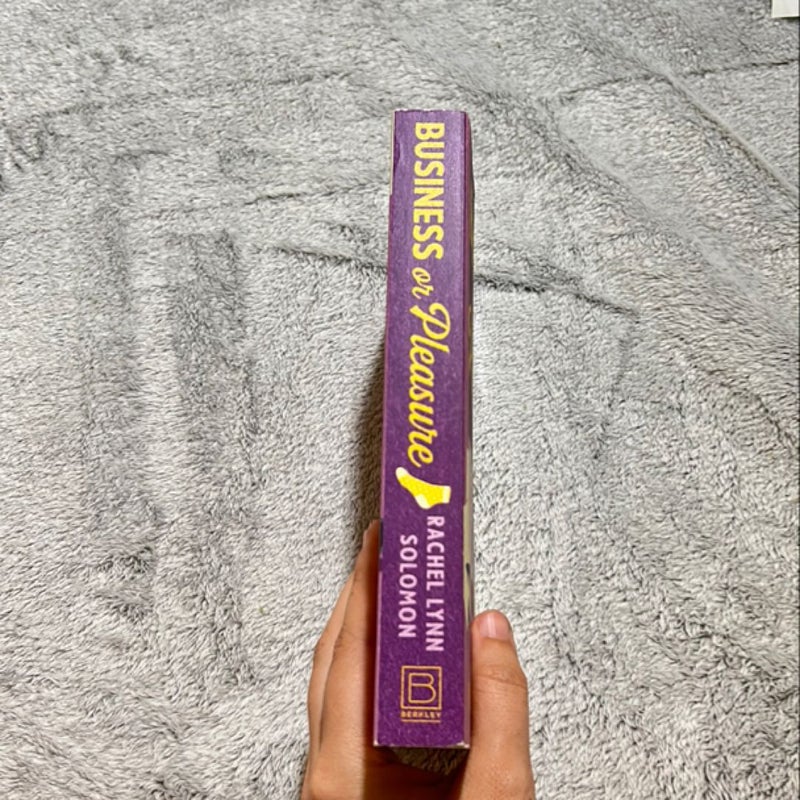 BUSINESS or Pleasure
RACHEL LYNN
SOLOMON
B
BERKLEY